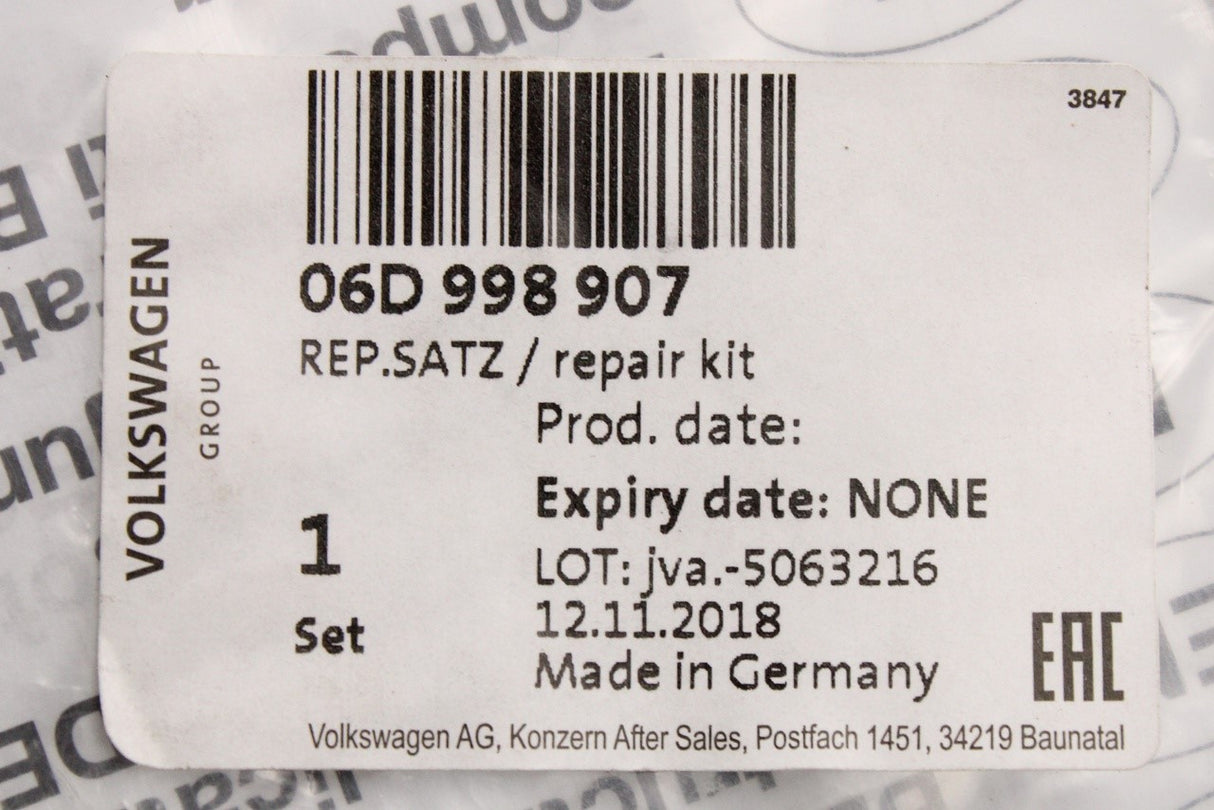 3847
06D 998 907
REP.SATZ / repair kit
Prod. date:
Expiry date: NONE
LOT: jva.-5063216
12.11.2018
Made in Germany
1
Set
VOLKSWAGEN
GROUP
EAC
Volkswagen AG, Konzern After Sales, Postfach 1451, 34219 Baunatal